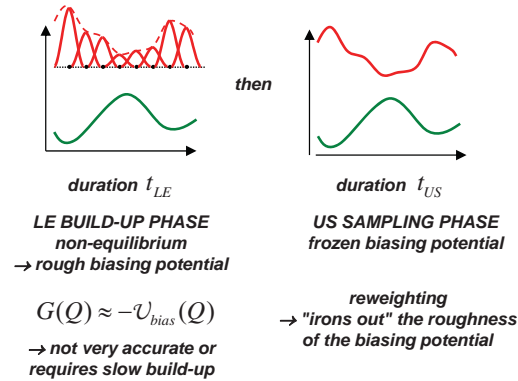 then
duration t_LE
LE BUILD-UP PHASE
non-equilibrium
→ rough biasing potential
G(Q) ≈ −U_bias(Q)
→ not very accurate or
requires slow build-up
duration t_US
US SAMPLING PHASE
frozen biasing potential
reweighting
→ "irons out" the roughness
of the biasing potential